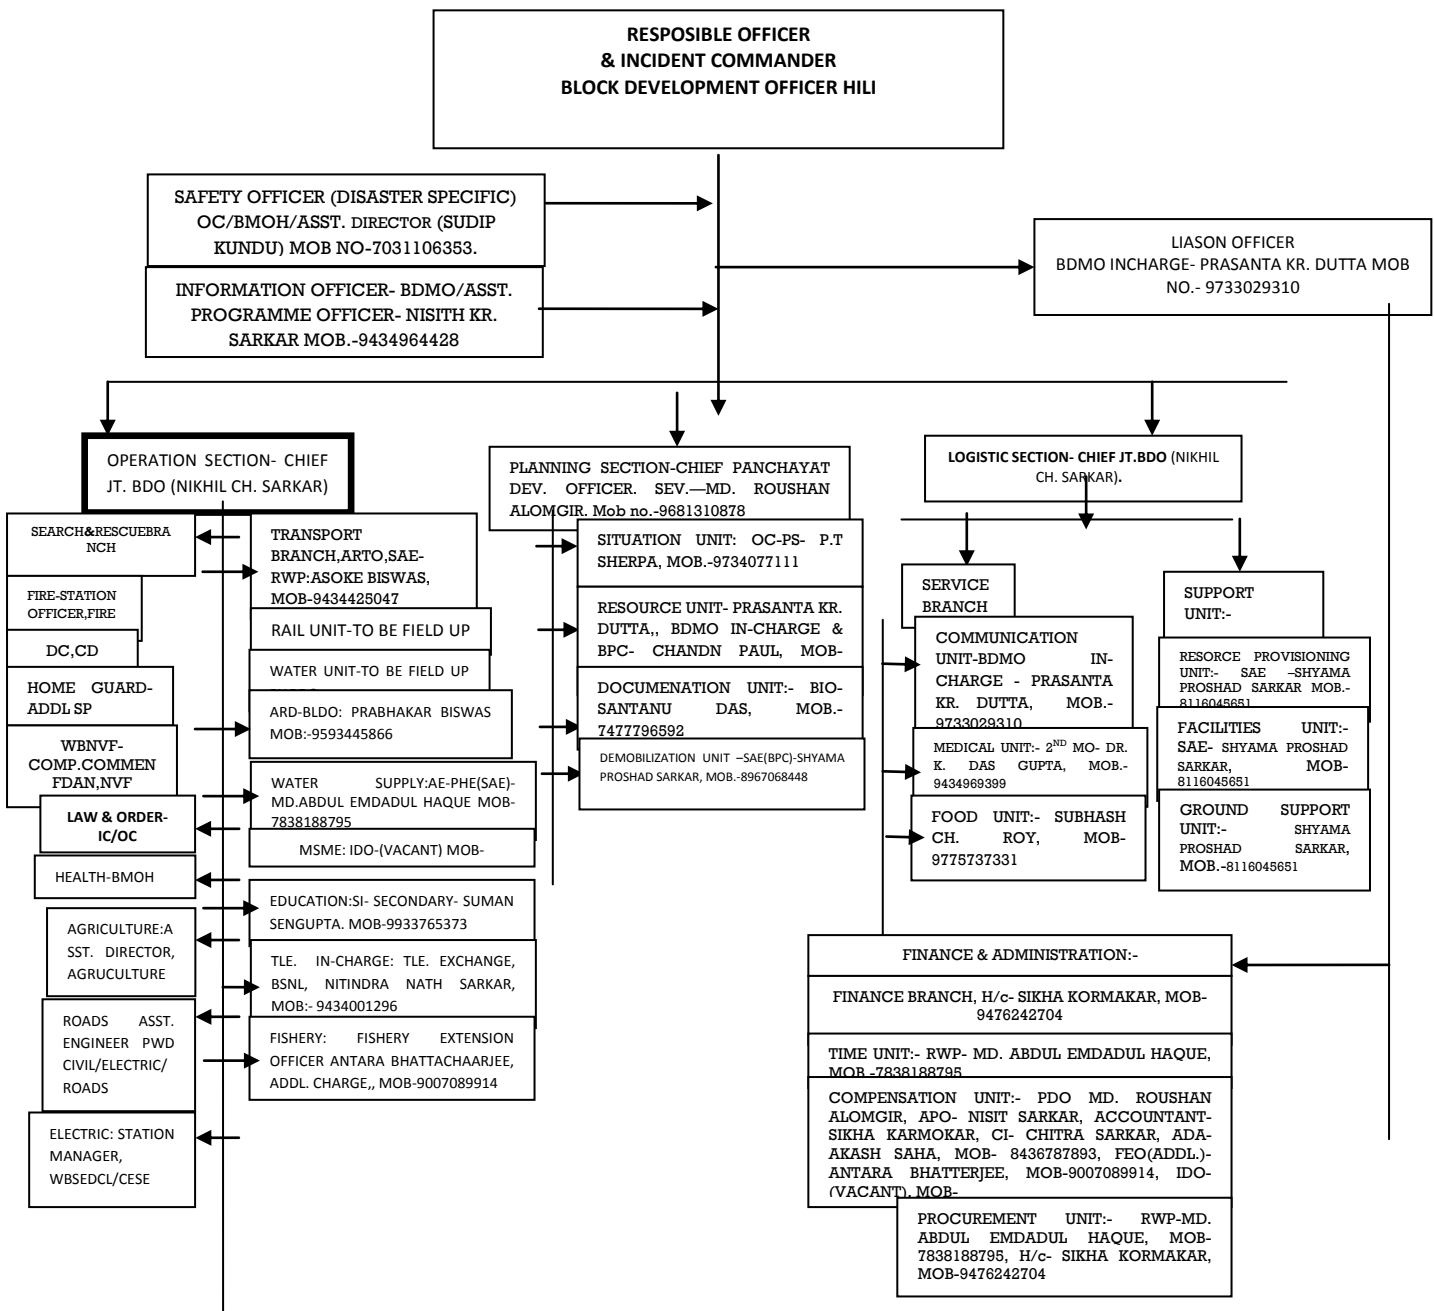 RESPOSIBLE OFFICER
& INCIDENT COMMANDER
BLOCK DEVELOPMENT OFFICER HILI
SAFETY OFFICER (DISASTER SPECIFIC)
OC/BMOH/ASST. DIRECTOR (SUDIP
KUNDU) MOB NO-7031106353.
LIASON OFFICER
BDMO INCHARGE- PRASANTA KR. DUTTA MOB
NO.- 9733029310
INFORMATION OFFICER- BDMO/ASST.
PROGRAMME OFFICER- NISITH KR.
SARKAR MOB.-9434964428
OPERATION SECTION- CHIEF
JT. BDO (NIKHIL CH. SARKAR)
SEARCH&RESCUEBRA
NCH
FIRE-STATION
OFFICER,FIRE
DC,CD
HOME GUARD-
ADDL SP
WBNVF-
COMP.COMMEN
FDAN,NVF
LAW & ORDER-
IC/OC
HEALTH-BMOH
AGRICULTURE:A
SST. DIRECTOR,
AGRUCULTURE
ROADS ASST.
ENGINEER PWD
CIVIL/ELECTRIC/
ROADS
ELECTRIC: STATION
MANAGER,
WBSEDCL/CESE
TRANSPORT
BRANCH,ARTO,SAE-
RWP:ASOKE BISWAS,
MOB-9434425047
RAIL UNIT-TO BE FIELD UP
WATER UNIT-TO BE FIELD UP
ARD-BLDO: PRABHAKAR BISWAS
MOB:-9593445866
WATER SUPPLY:AE-PHE(SAE)-
MD.ABDUL EMDADUL HAQUE MOB-
7838188795
MSME: IDO-(VACANT) MOB-
EDUCATION:SI- SECONDARY- SUMAN
SENGUPTA. MOB-9933765373
TLE. IN-CHARGE: TLE. EXCHANGE,
BSNL, NITINDRA NATH SARKAR,
MOB:- 9434001296
FISHERY: FISHERY EXTENSION
OFFICER ANTARA BHATTACHAARJEE,
ADDL. CHARGE,, MOB-9007089914
PLANNING SECTION-CHIEF PANCHAYAT
DEV. OFFICER. SEV.—MD. ROUSHAN
ALOMGIR. Mob no.-9681310878
SITUATION UNIT: OC-PS- P.T
SHERPA, MOB.-9734077111
RESOURCE UNIT- PRASANTA KR.
DUTTA,, BDMO IN-CHARGE &
BPC- CHANDN PAUL, MOB-
DOCUMENATION UNIT:- BIO-
SANTANU DAS, MOB.-
7477796592
DEMOBILIZATION UNIT –SAE(BPC)-SHYAMA
PROSHAD SARKAR, MOB.-8967068448
LOGISTIC SECTION- CHIEF JT.BDO (NIKHIL
CH. SARKAR).
SERVICE
BRANCH
COMMUNICATION
UNIT-BDMO IN-
CHARGE - PRASANTA
KR. DUTTA, MOB.-
9733029310
MEDICAL UNIT:- 2ND MO- DR.
K. DAS GUPTA, MOB.-
9434969399
FOOD UNIT:- SUBHASH
CH. ROY, MOB-
9775737331
SUPPORT
UNIT:-
RESORCE PROVISIONING
UNIT:- SAE –SHYAMA
PROSHAD SARKAR MOB.-
8116045651
FACILITIES UNIT:-
SAE- SHYAMA PROSHAD
SARKAR, MOB-
8116045651
GROUND SUPPORT
UNIT:- SHYAMA
PROSHAD SARKAR,
MOB.-8116045651
FINANCE & ADMINISTRATION:-
FINANCE BRANCH, H/c- SIKHA KORMAKAR, MOB-
9476242704
TIME UNIT:- RWP- MD. ABDUL EMDADUL HAQUE,
MOB.-7838188795
COMPENSATION UNIT:- PDO MD. ROUSHAN
ALOMGIR, APO- NISIT SARKAR, ACCOUNTANT-
SIKHA KARMOKAR, CI- CHITRA SARKAR, ADA-
AKASH SAHA, MOB- 8436787893, FEO(ADDL.)-
ANTARA BHATTERJEE, MOB-9007089914, IDO-
(VACANT), MOB-
PROCUREMENT UNIT:- RWP-MD.
ABDUL EMDADUL HAQUE, MOB-
7838188795, H/c- SIKHA KORMAKAR,
MOB-9476242704